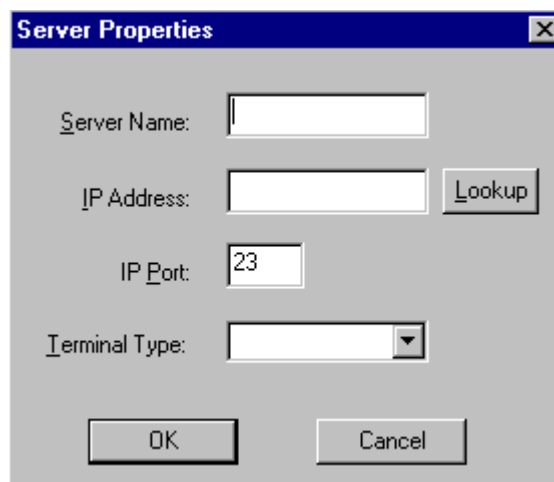 Server Properties
Server Name:
IP Address:
Lookup
IP Port:
23
Terminal Type:
OK
Cancel